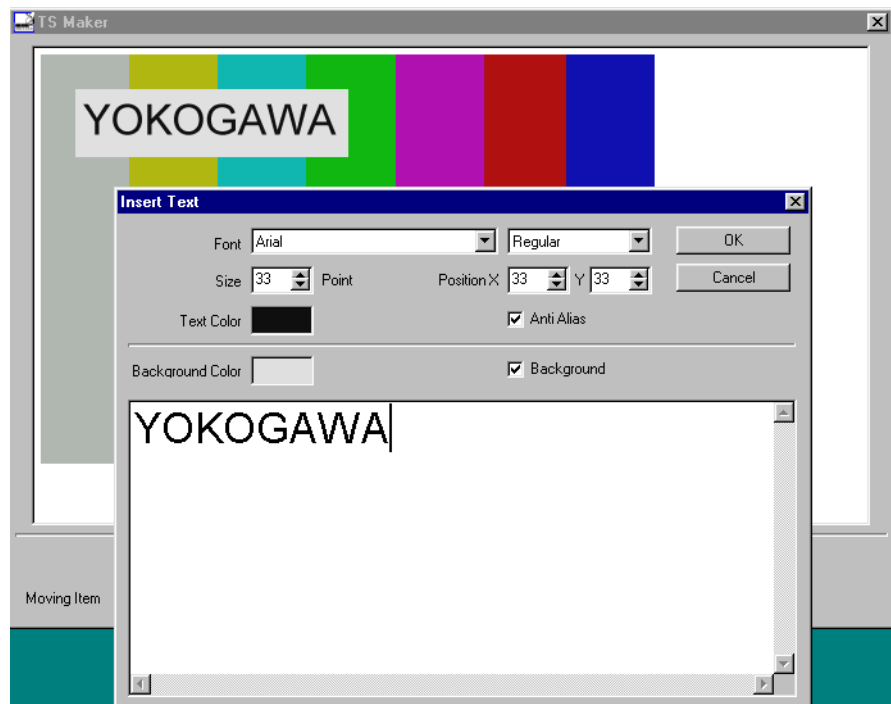 TS Maker
YOKOGAWA
Insert Text
Font Arial Regular OK
Size 33 Point Position X 33 Y 33 Cancel
Text Color Anti Alias
Background Color Background
YOKOGAWA
Moving Item